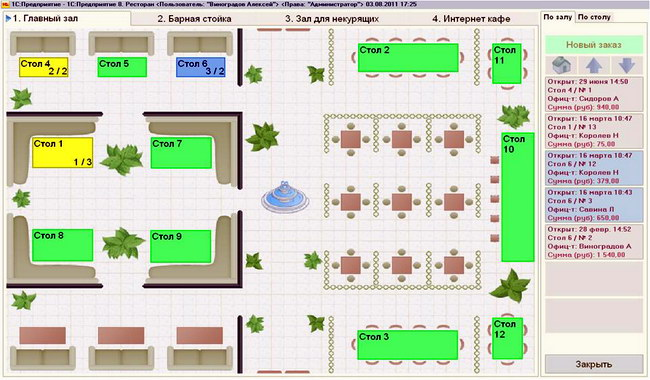 1С:Предприятие - 1С:Предприятие 8. Ресторан <Пользователь: "Виноградов Алексей"> <Права: "Администратор"> 03.08.2011 17:25
1. Главный зал
2. Барная стойка
3. Зал для некурящих
4. Интернет кафе
Стол 4
2 / 2
Стол 5
Стол 6
3 / 2
Стол 2
Стол 11
Стол 1
1 / 3
Стол 7
Стол 10
Стол 8
Стол 9
Стол 3
Стол 12
По залу
По столу
Новый заказ
Открыт: 29 июня 14:50
Стол 4 / № 1
Офиц-т: Сидоров А
Сумма (руб): 940,00
Открыт: 16 марта 10:47
Стол 1 / № 13
Офиц-т: Королев Н
Сумма (руб): 75,00
Открыт: 16 марта 10:47
Стол 6 / № 12
Офиц-т: Королев Н
Сумма (руб): 379,00
Открыт: 16 марта 10:43
Стол 6 / № 3
Офиц-т: Савина Л
Сумма (руб): 650,00
Открыт: 28 февр. 14:52
Стол 6 / № 2
Офиц-т: Виноградов А
Сумма (руб): 1 540,00
Закрыть